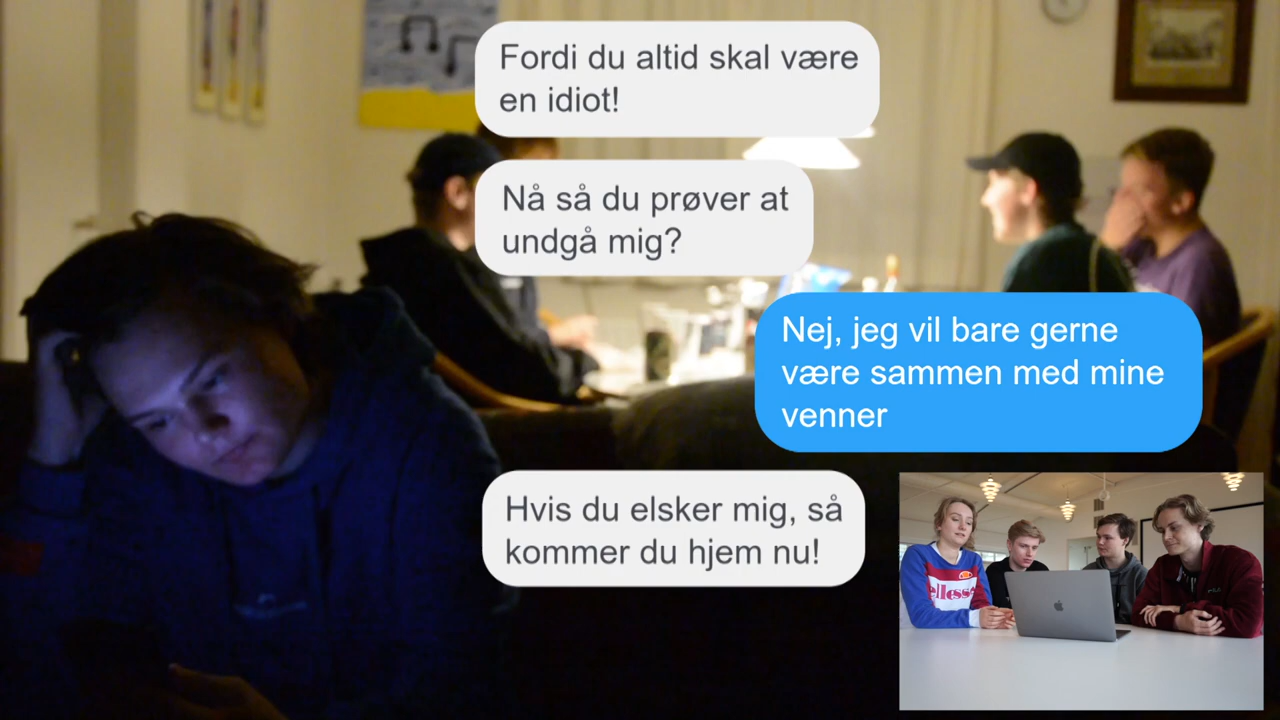 Fordi du altid skal være
en idiot!
Nå så du prøver at
undgå mig?
Nej, jeg vil bare gerne
være sammen med mine
venner
Hvis du elsker mig, så
kommer du hjem nu!
ellesse